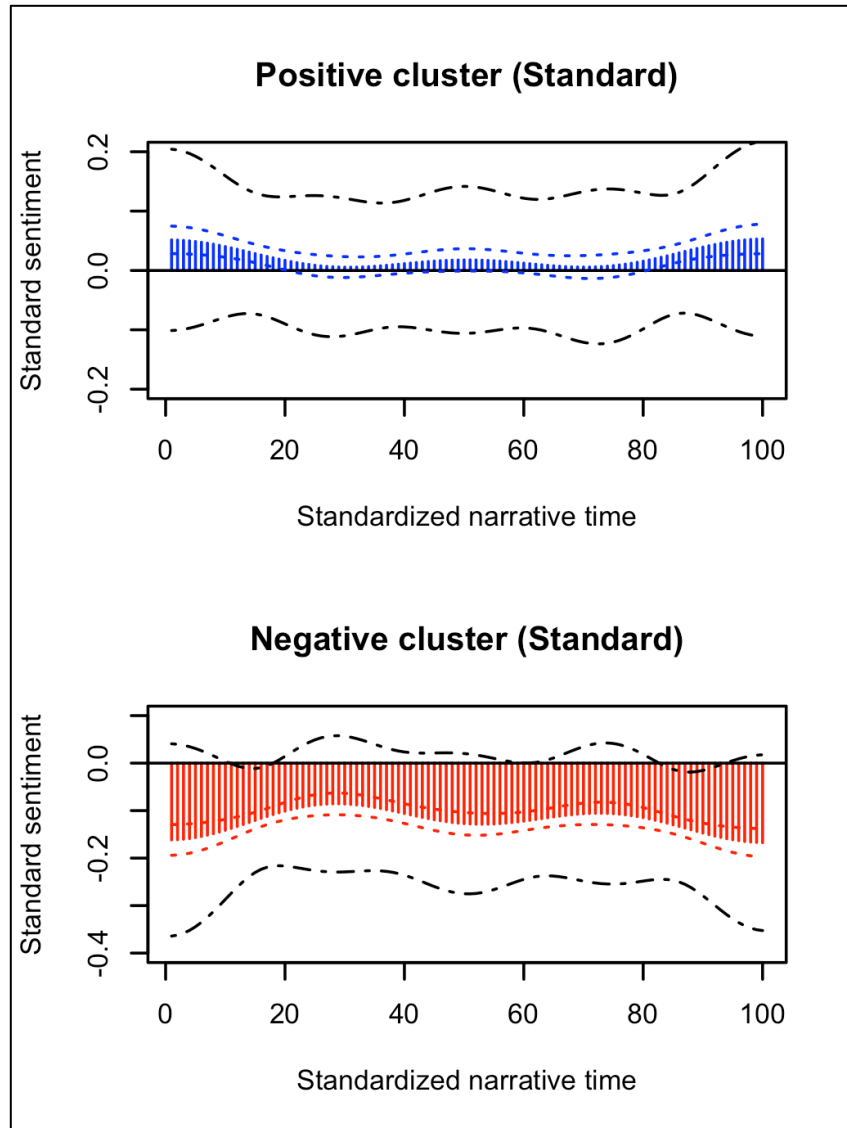 Positive cluster (Standard)
Standard sentiment
0.2
0.0
-0.2
0 20 40 60 80 100
Standardized narrative time
Negative cluster (Standard)
Standard sentiment
0.0
-0.2
-0.4
0 20 40 60 80 100
Standardized narrative time